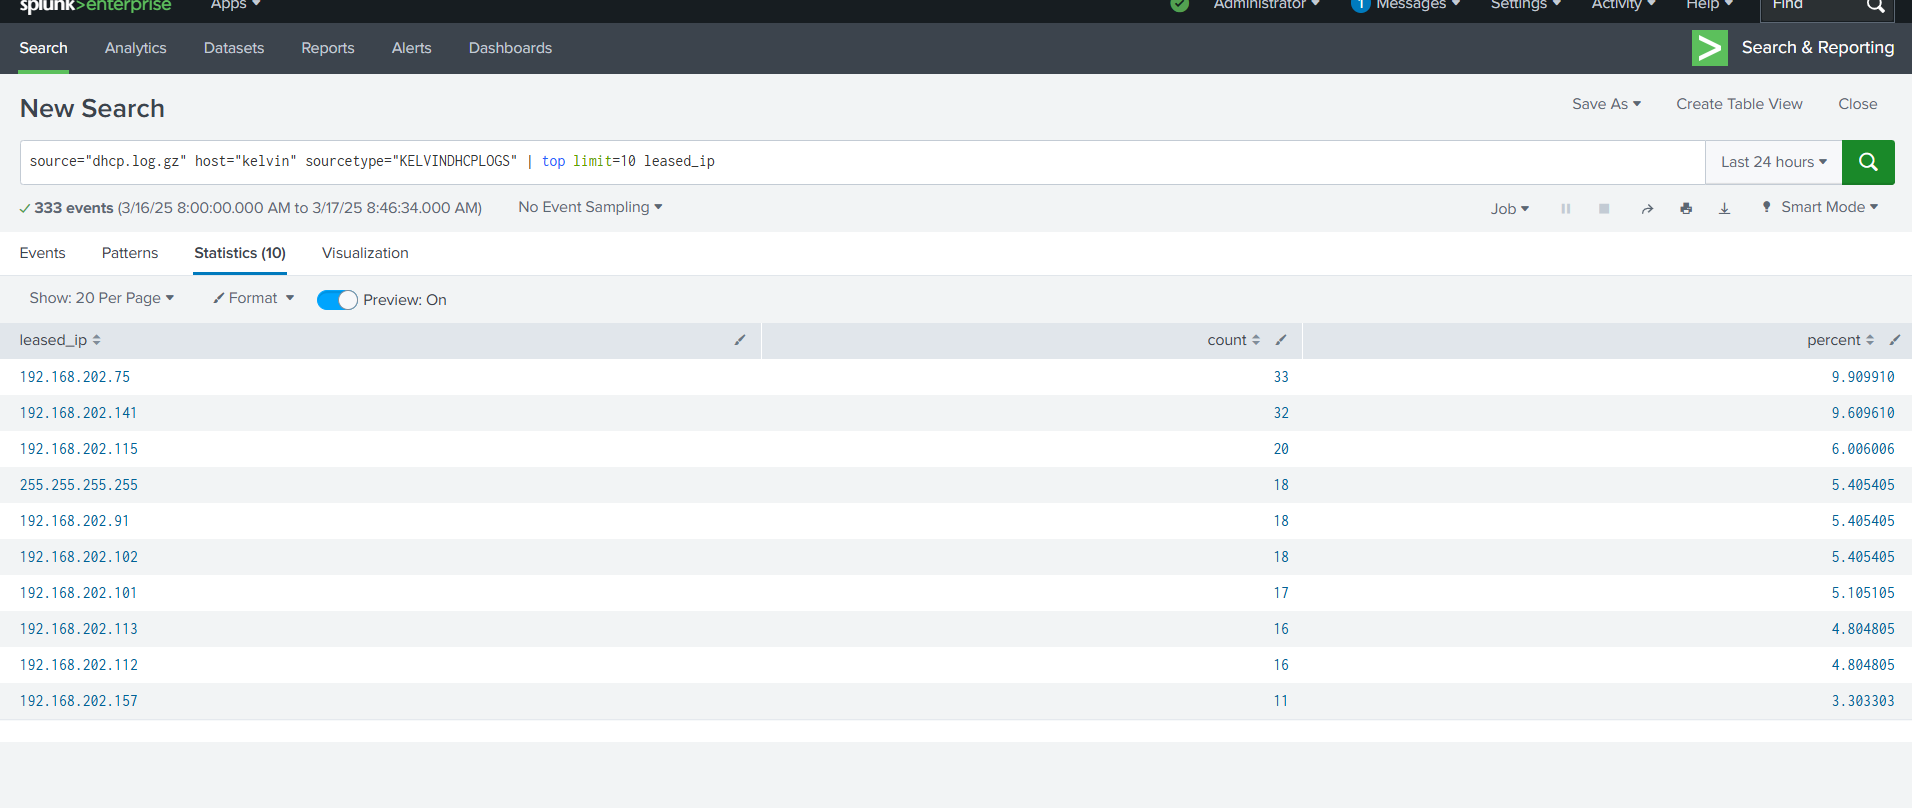 splunk>enterprise Apps Administrator 1 Messages Settings Activity Help Find
Search Analytics Datasets Reports Alerts Dashboards > Search & Reporting
New Search Save As Create Table View Close
source="dhcp.log.gz" host="kelvin" sourcetype="KELVINDHCPLOGS" | top limit=10 leased_ip Last 24 hours
333 events (3/16/25 8:00:00.000 AM to 3/17/25 8:46:34.000 AM) No Event Sampling Job Smart Mode
Events Patterns Statistics (10) Visualization
Show: 20 Per Page Format Preview: On
leased_ip count percent
192.168.202.75 33 9.909910
192.168.202.141 32 9.609610
192.168.202.115 20 6.006006
255.255.255.255 18 5.405405
192.168.202.91 18 5.405405
192.168.202.102 18 5.405405
192.168.202.101 17 5.105105
192.168.202.113 16 4.804805
192.168.202.112 16 4.804805
192.168.202.157 11 3.303303